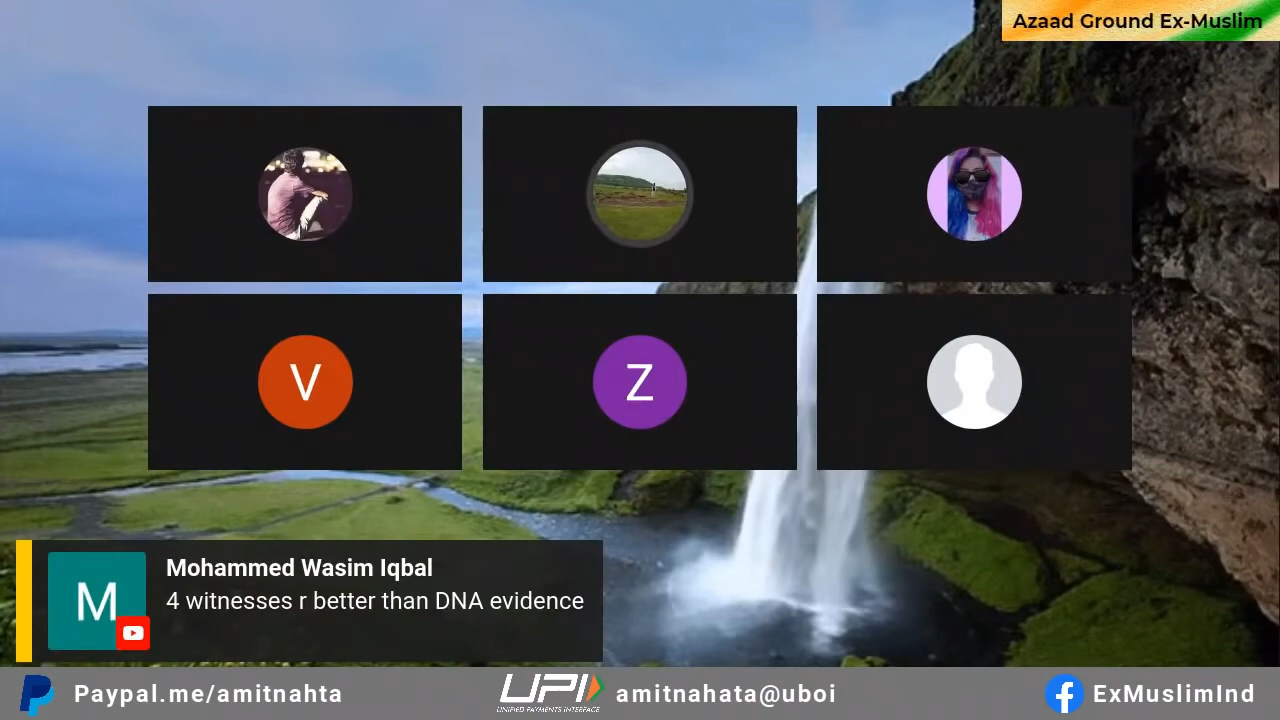 Azaad Ground Ex-Muslim
V
Z
M
Mohammed Wasim Iqbal
4 witnesses r better than DNA evidence
Paypal.me/amitnahta
UPI
UNIFIED PAYMENTS INTERFACE
amitnahata@uboi
ExMuslimInd